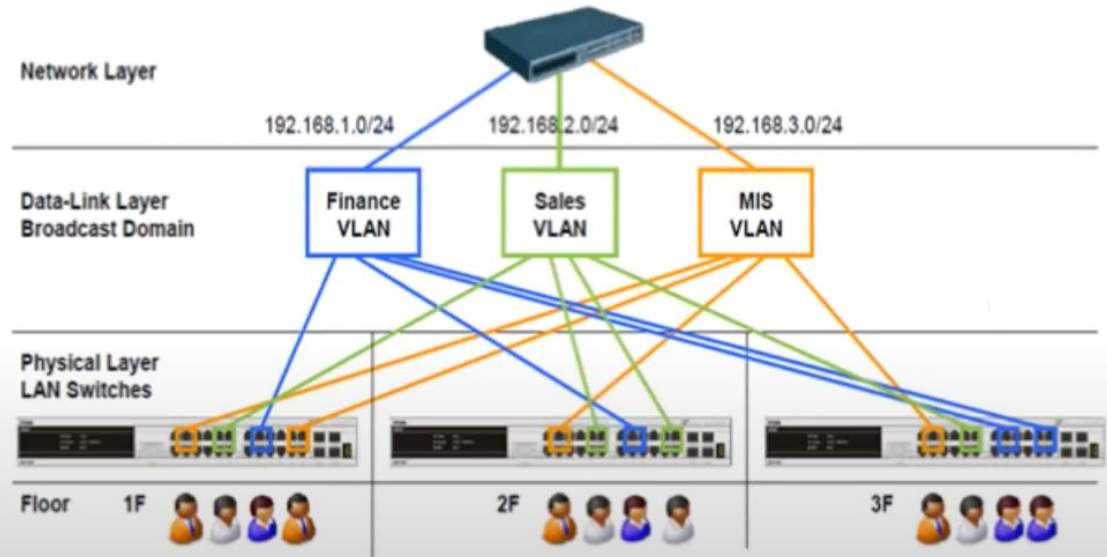 Network Layer
192.168.1.0/24 192.168.2.0/24 192.168.3.0/24
Data-Link Layer
Broadcast Domain
Finance
VLAN
Sales
VLAN
MIS
VLAN
Physical Layer
LAN Switches
Floor 1F 2F 3F